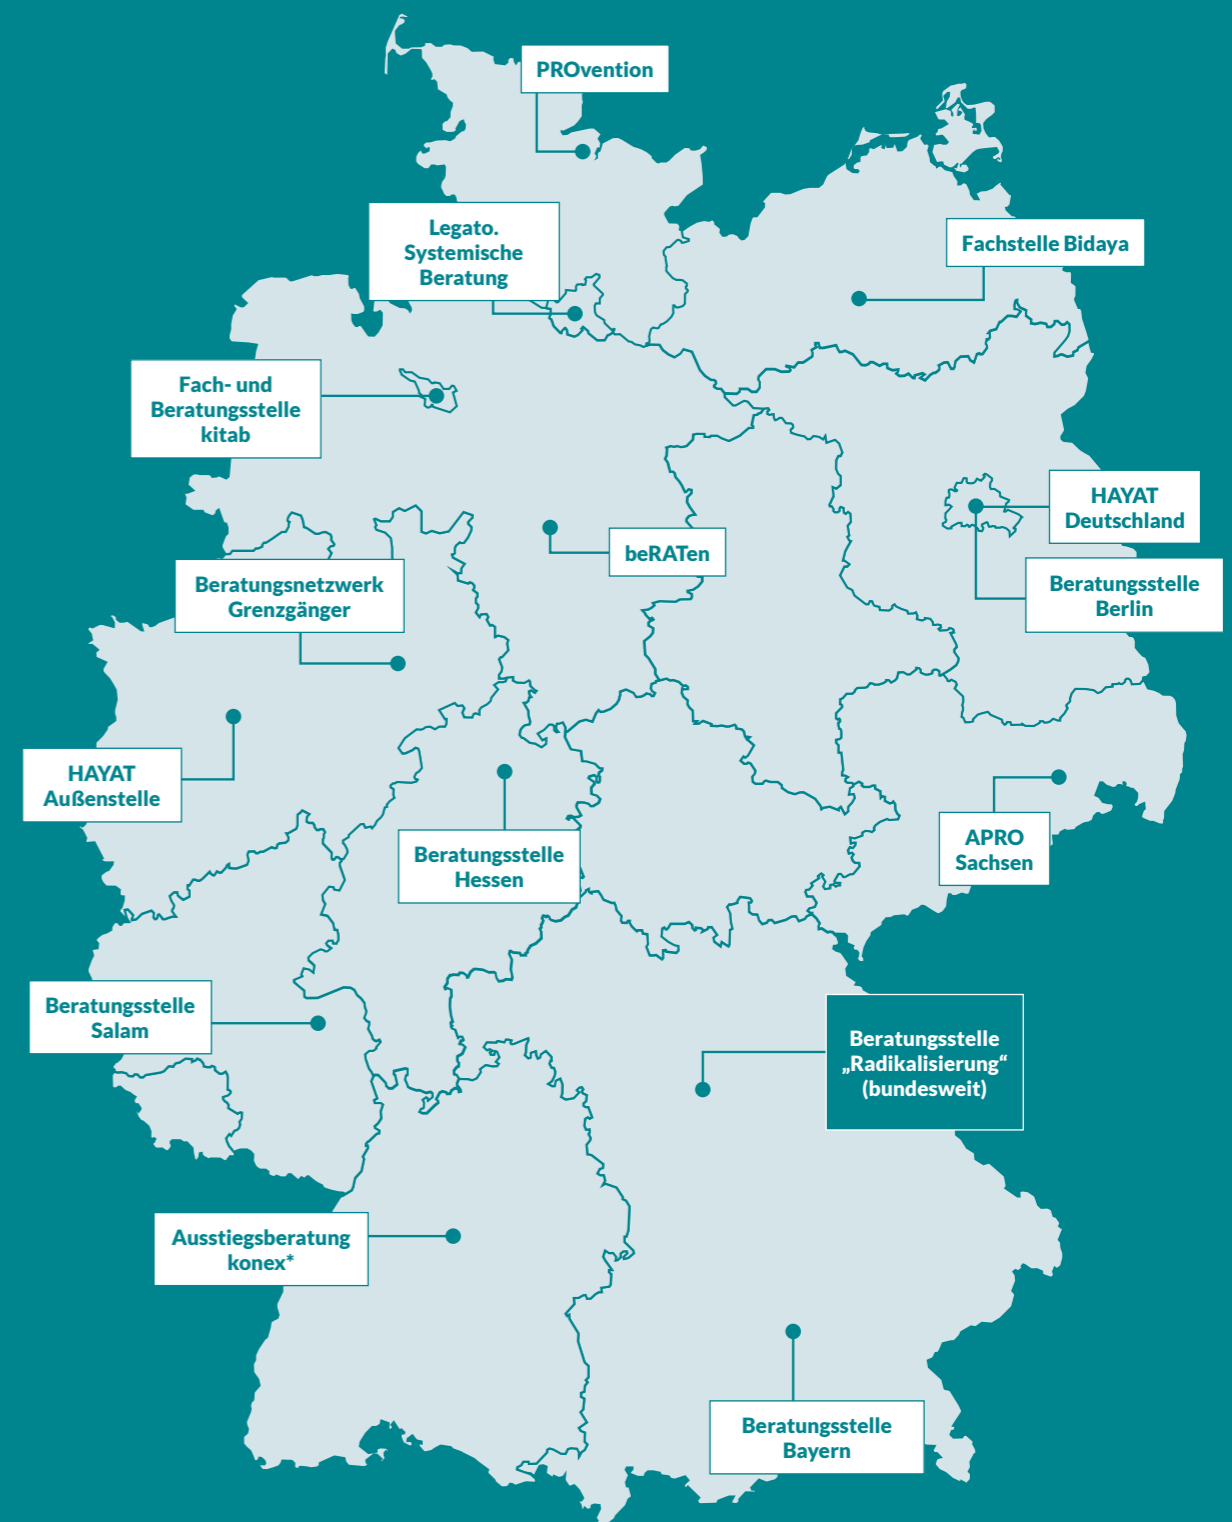 PROvention
Legato.
Systemische
Beratung
Fachstelle Bidaya
Fach- und
Beratungsstelle
kitab
HAYAT
Deutschland
beRATen
Beratungsnetzwerk
Grenzgänger
Beratungsstelle
Berlin
HAYAT
Außenstelle
Beratungsstelle
Hessen
APRO
Sachsen
Beratungsstelle
Salam
Beratungsstelle
„Radikalisierung“
(bundesweit)
Ausstiegsberatung
konex*
Beratungsstelle
Bayern